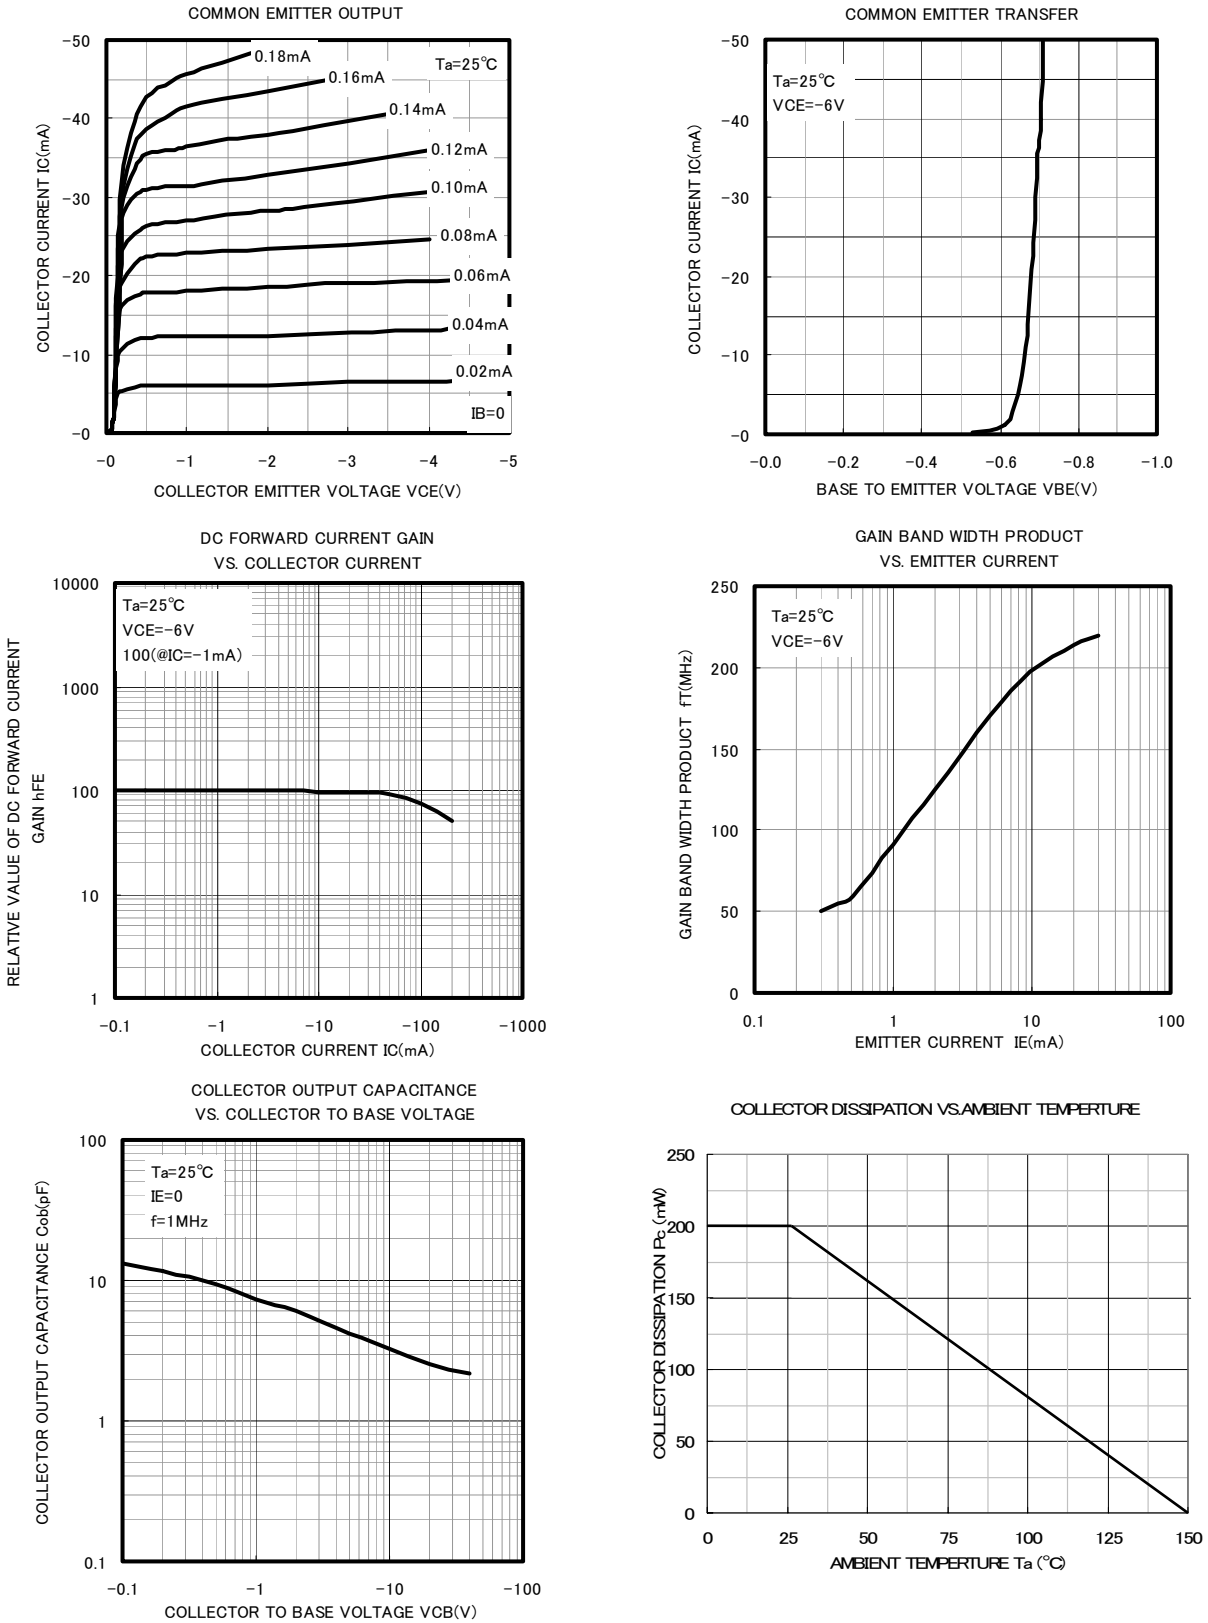 COMMON EMITTER OUTPUT
COLLECTOR CURRENT IC(mA)
-50
-40
-30
-20
-10
-0
0.18mA
Ta=25℃
0.16mA
0.14mA
0.12mA
0.10mA
0.08mA
0.06mA
0.04mA
0.02mA
IB=0
-0 -1 -2 -3 -4 -5
COLLECTOR EMITTER VOLTAGE VCE(V)
COMMON EMITTER TRANSFER
COLLECTOR CURRENT IC(mA)
-50
-40
-30
-20
-10
-0
Ta=25℃
VCE=-6V
-0.0 -0.2 -0.4 -0.6 -0.8 -1.0
BASE TO EMITTER VOLTAGE VBE(V)
DC FORWARD CURRENT GAIN
VS. COLLECTOR CURRENT
RELATIVE VALUE OF DC FORWARD CURRENT
GAIN hFE
10000
1000
100
10
1
Ta=25℃
VCE=-6V
100(@IC=-1mA)
-0.1 -1 -10 -100 -1000
COLLECTOR CURRENT IC(mA)
GAIN BAND WIDTH PRODUCT
VS. EMITTER CURRENT
GAIN BAND WIDTH PRODUCT fT(MHz)
250
200
150
100
50
0
Ta=25℃
VCE=-6V
0.1 1 10 100
EMITTER CURRENT IE(mA)
COLLECTOR OUTPUT CAPACITANCE
VS. COLLECTOR TO BASE VOLTAGE
COLLECTOR OUTPUT CAPACITANCE Cob(pF)
100
10
1
0.1
Ta=25℃
IE=0
f=1MHz
-0.1 -1 -10 -100
COLLECTOR TO BASE VOLTAGE VCB(V)
COLLECTOR DISSIPATION VS.AMBIENT TEMPERTURE
COLLECTOR DISSIPATION Pc (mW)
250
200
150
100
50
0
0 25 50 75 100 125 150
AMBIENT TEMPERTURE Ta (℃)